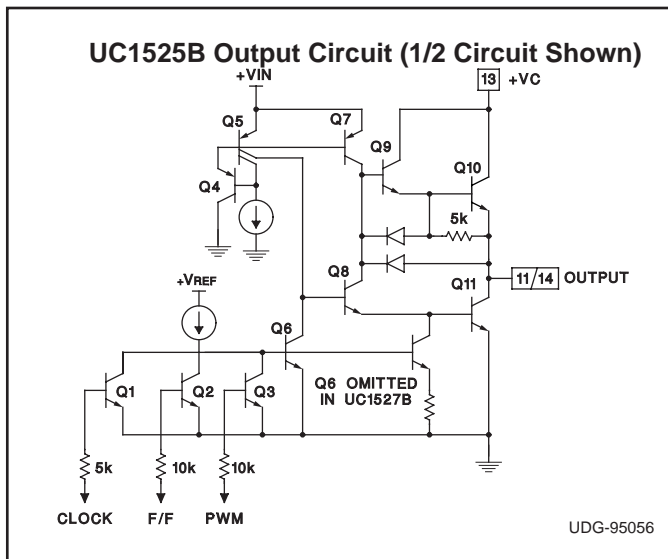 UC1525B Output Circuit (1/2 Circuit Shown)
+VIN
13 +VC
Q5
Q7
Q9
Q10
Q4
5k
+VREF
Q8
11/14 OUTPUT
Q11
Q6
Q1
Q2
Q3
Q6 OMITTED
IN UC1527B
5k
10k
10k
CLOCK
F/F
PWM
UDG-95056